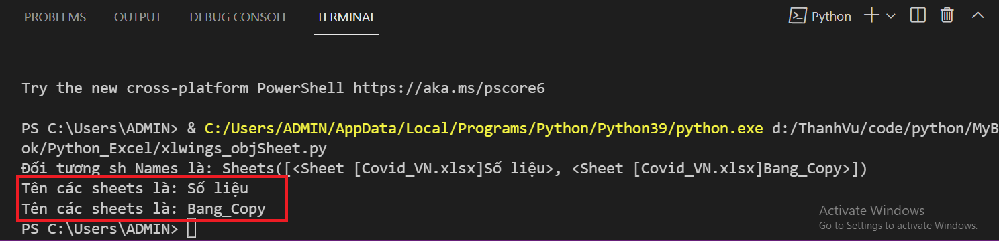 PROBLEMS OUTPUT DEBUG CONSOLE TERMINAL Python
Try the new cross-platform PowerShell https://aka.ms/pscore6
PS C:\Users\ADMIN> & C:/Users/ADMIN/AppData/Local/Programs/Python/Python39/python.exe d:/ThanhVu/code/python/MyB
ok/Python_Excel/xlwings_objSheet.py
Đối tượng sh_Names là: Sheets([<Sheet [Covid_VN.xlsx]Số liệu>, <Sheet [Covid_VN.xlsx]Bang_Copy>])
Tên các sheets là: Số liệu
Tên các sheets là: Bang_Copy
PS C:\Users\ADMIN>
Activate Windows
Go to Settings to activate Windows.